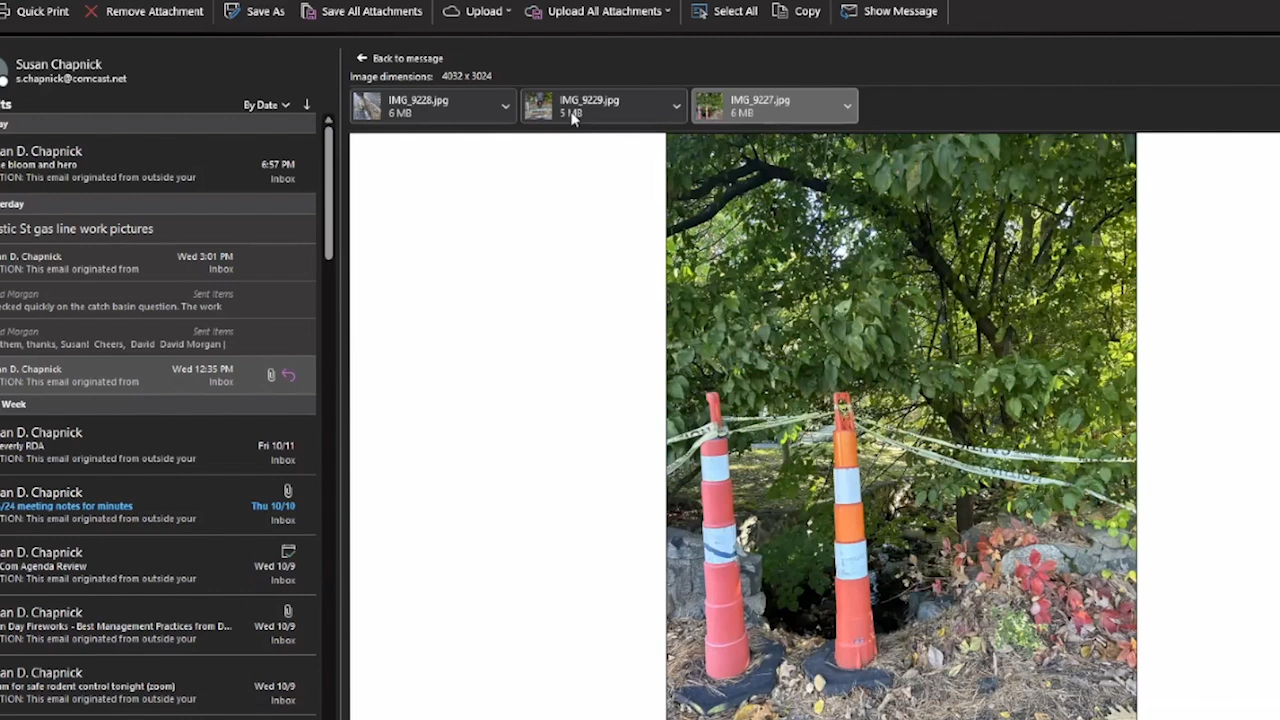 Quick Print Remove Attachment Save As Save All Attachments Upload Upload All Attachments Select All Copy Show Message
Susan Chapnick
s.chapnick@comcast.net
ts
By Date
ay
an D. Chapnick
e bloom and hero 6:57 PM
TION: This email originated from outside your Inbox
erday
stic St gas line work pictures
an D. Chapnick Wed 3:01 PM
TION: This email originated from Inbox
d Morgan Sent Items
cked quickly on the catch basin question. The work
d Morgan Sent Items
them, thanks, Susan! Cheers, David David Morgan |
an D. Chapnick Wed 12:35 PM
TION: This email originated from Inbox
Week
an D. Chapnick
everly RDA Fri 10/11
TION: This email originated from outside your Inbox
an D. Chapnick
/24 meeting notes for minutes Thu 10/10
TION: This email originated from outside your Inbox
an D. Chapnick
Com Agenda Review Wed 10/9
TION: This email originated from outside your Inbox
an D. Chapnick
n Day Fireworks - Best Management Practices from D... Wed 10/9
TION: This email originated from outside your Inbox
an D. Chapnick
m for safe rodent control tonight (zoom) Wed 10/9
TION: This email originated from outside your Inbox
Back to message
Image dimensions: 4032 x 3024
IMG_9228.jpg
6 MB
IMG_9229.jpg
5 MB
IMG_9227.jpg
6 MB